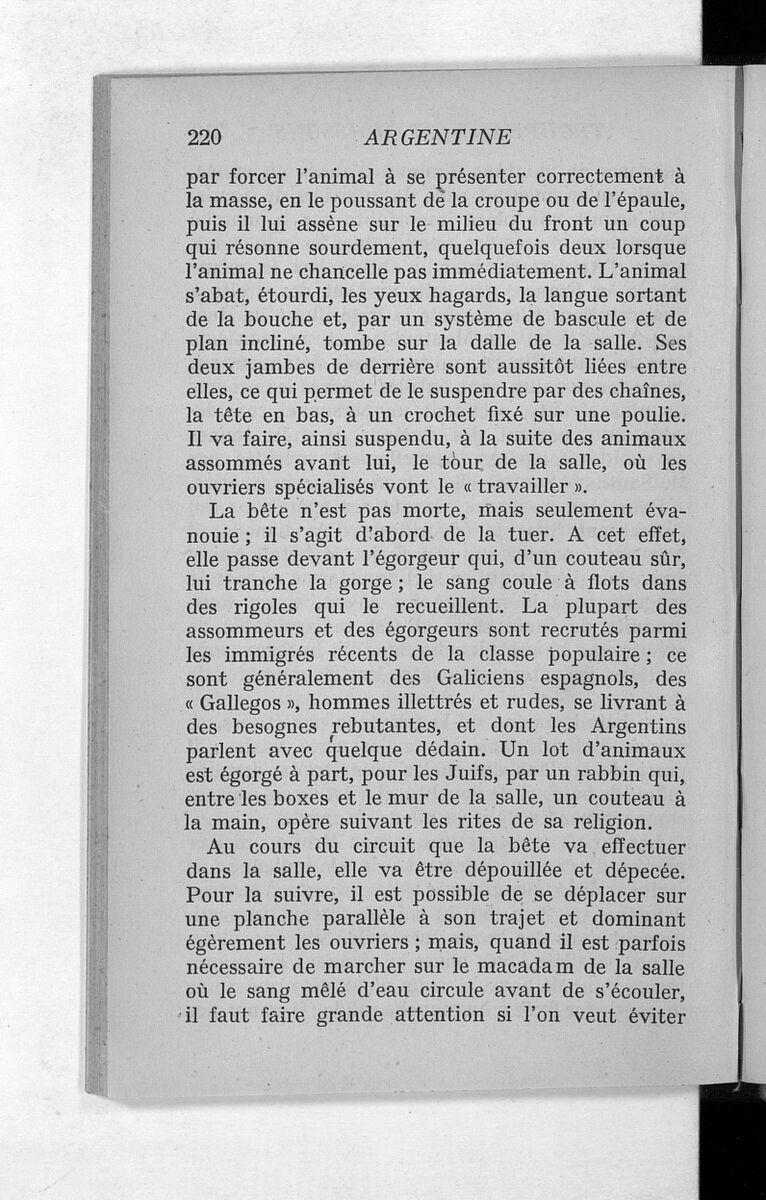 220 ARGENTINE
par forcer l'animal à se présenter correctement à
la masse, en le poussant de la croupe ou de l'épaule,
puis il lui assène sur le milieu du front un coup
qui résonne sourdement, quelquefois deux lorsque
l'animal ne chancelle pas immédiatement. L'animal
s'abat, étourdi, les yeux hagards, la langue sortant
de la bouche et, par un système de bascule et de
plan incliné, tombe sur la dalle de la salle. Ses
deux jambes de derrière sont aussitôt liées entre
elles, ce qui permet de le suspendre par des chaînes,
la tête en bas, à un crochet fixé sur une poulie.
Il va faire, ainsi suspendu, à la suite des animaux
assommés avant lui, le tour de la salle, où les
ouvriers spécialisés vont le « travailler ».
La bête n'est pas morte, mais seulement éva-
nouie ; il s'agit d'abord de la tuer. A cet effet,
elle passe devant l'égorgeur qui, d'un couteau sûr,
lui tranche la gorge ; le sang coule à flots dans
des rigoles qui le recueillent. La plupart des
assommeurs et des égorgeurs sont recrutés parmi
les immigrés récents de la classe populaire ; ce
sont généralement des Galiciens espagnols, des
« Gallegos », hommes illettrés et rudes, se livrant à
des besognes rebutantes, et dont les Argentins
parlent avec quelque dédain. Un lot d'animaux
est égorgé à part, pour les Juifs, par un rabbin qui,
entre les boxes et le mur de la salle, un couteau à
la main, opère suivant les rites de sa religion.
Au cours du circuit que la bête va effectuer
dans la salle, elle va être dépouillée et dépecée.
Pour la suivre, il est possible de se déplacer sur
une planche parallèle à son trajet et dominant
égèrement les ouvriers ; mais, quand il est parfois
nécessaire de marcher sur le macadam de la salle
où le sang mêlé d'eau circule avant de s'écouler,
il faut faire grande attention si l'on veut éviter